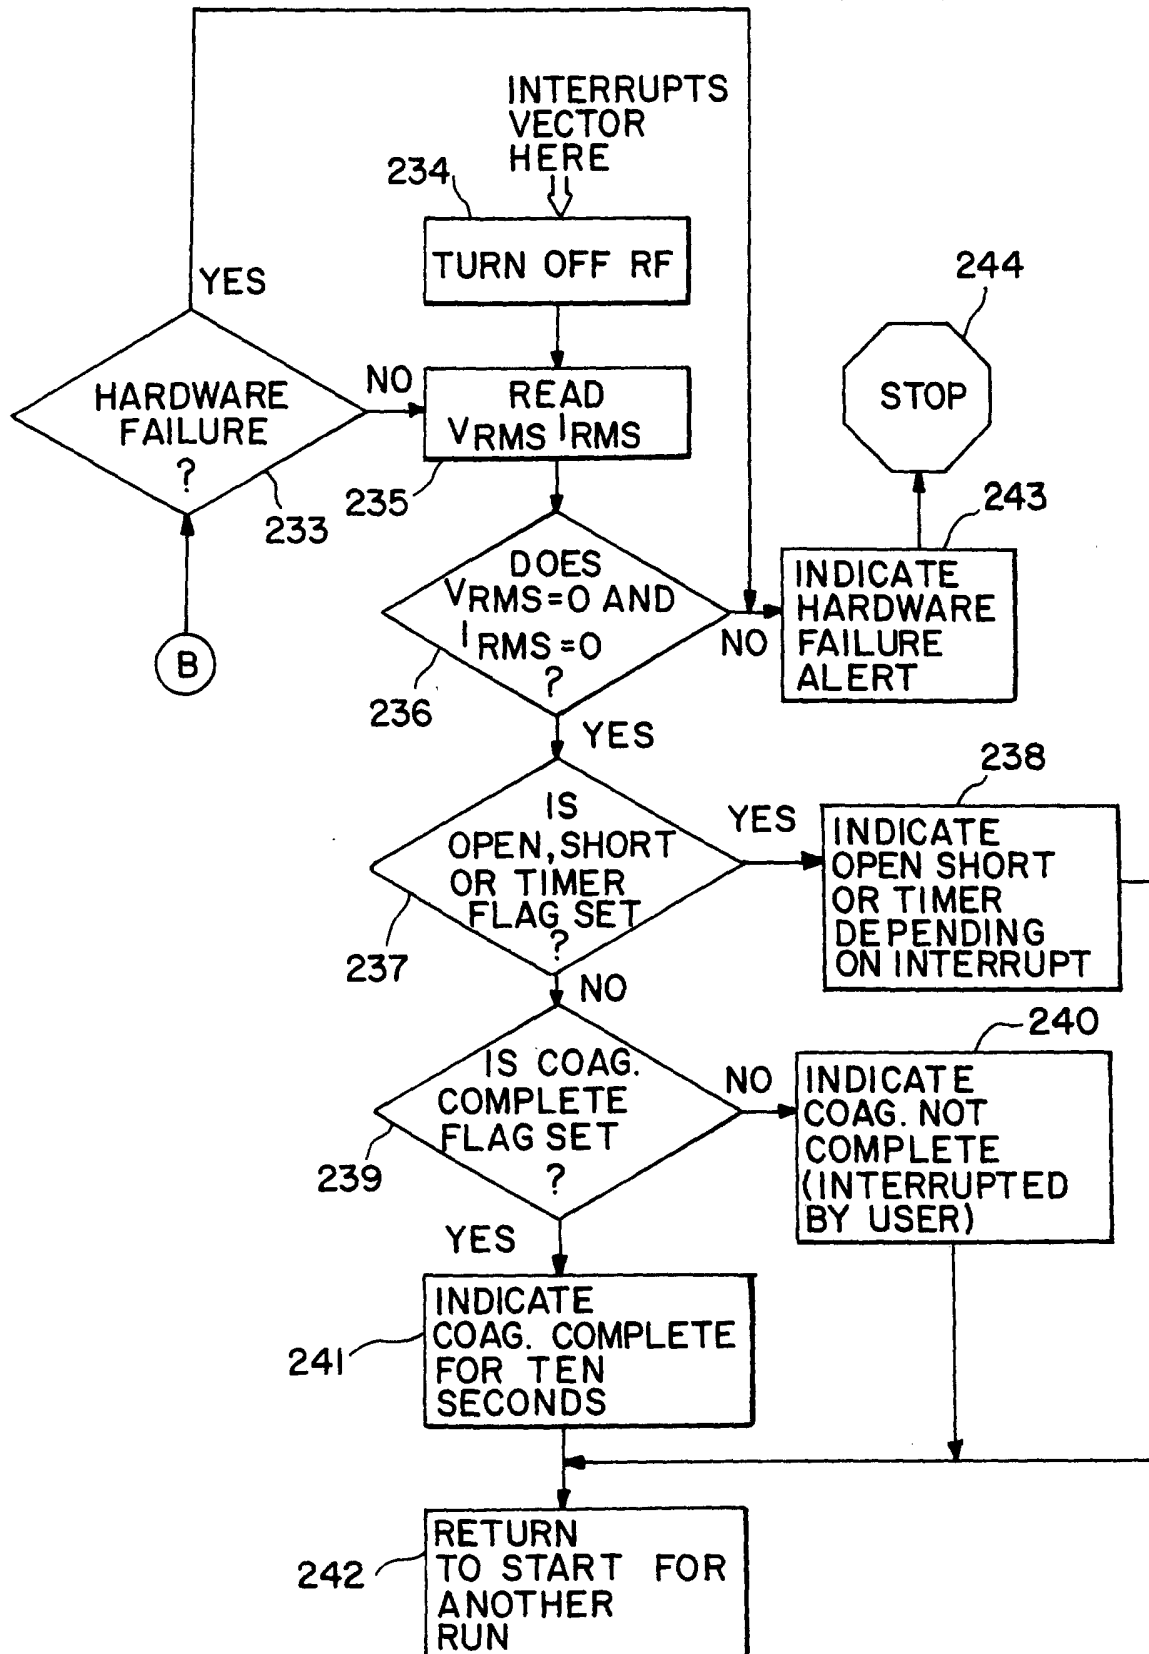 INTERRUPTS
VECTOR
HERE
234
TURN OFF RF
YES
HARDWARE
FAILURE
?
233
NO
READ
VRMS IRMS
235
244
STOP
243
INDICATE
HARDWARE
FAILURE
ALERT
DOES
VRMS=0 AND
IRMS=0
?
NO
236
B
YES
IS
OPEN, SHORT
OR TIMER
FLAG SET
?
237
YES
238
INDICATE
OPEN SHORT
OR TIMER
DEPENDING
ON INTERRUPT
NO
IS COAG.
COMPLETE
FLAG SET
?
239
NO
240
INDICATE
COAG. NOT
COMPLETE
(INTERRUPTED
BY USER)
YES
INDICATE
COAG. COMPLETE
FOR TEN
SECONDS
241
RETURN
TO START FOR
ANOTHER
RUN
242